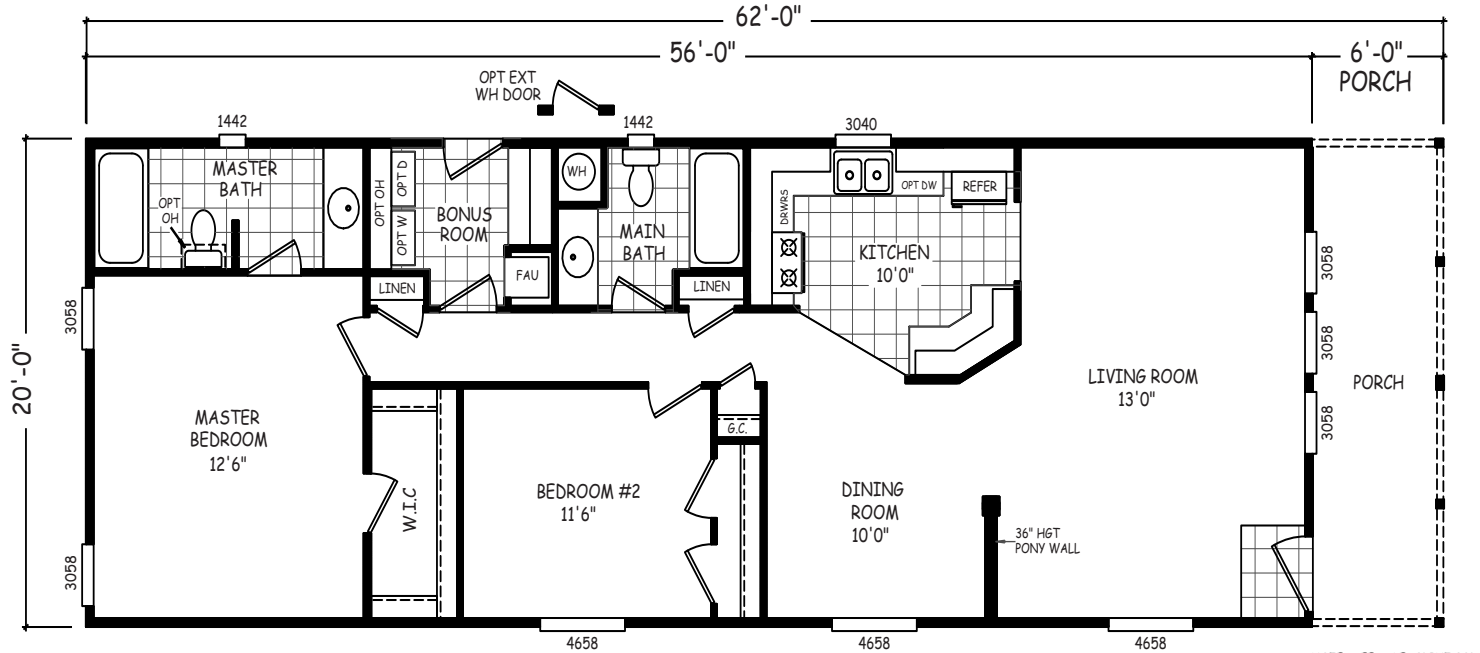 62'-0"
56'-0"
6'-0"
PORCH
OPT EXT
WH DOOR
1442
1442
3040
MASTER
BATH
OPT
OH
OPT OH
OPT D
OPT W
BONUS
ROOM
WH
MAIN
BATH
DRWRS
OPT DW
REFER
KITCHEN
10'0"
FAU
LINEN
LINEN
3058
3058
3058
3058
20'-0"
LIVING ROOM
13'0"
PORCH
MASTER
BEDROOM
12'6"
W.I.C
G.C.
BEDROOM #2
11'6"
DINING
ROOM
10'0"
36" HGT
PONY WALL
3058
4658
4658
4658